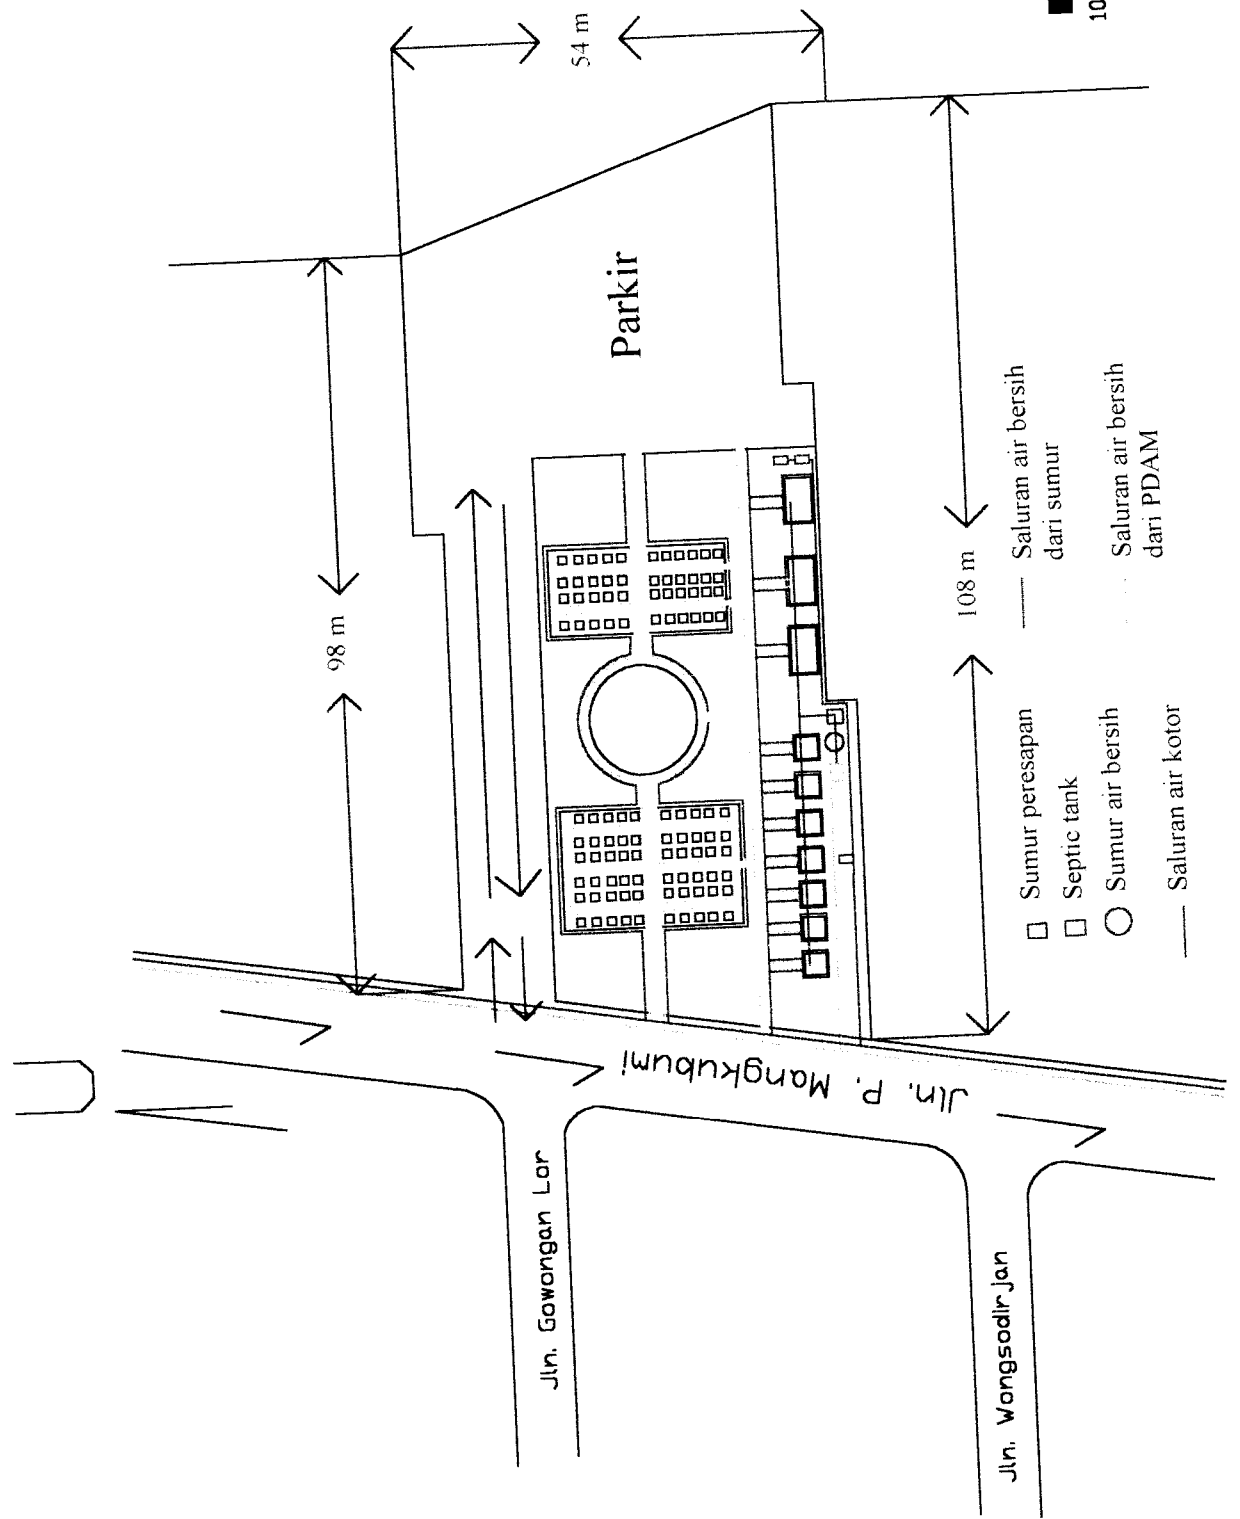 54 m
98 m
Parkir
108 m
Jln. P. Mangkubumi
Jln. Gowongan Lor
Jln. Wongsodirjan
Sumur peresapan
Septic tank
Sumur air bersih
Saluran air kotor
Saluran air bersih
dari sumur
Saluran air bersih
dari PDAM
10